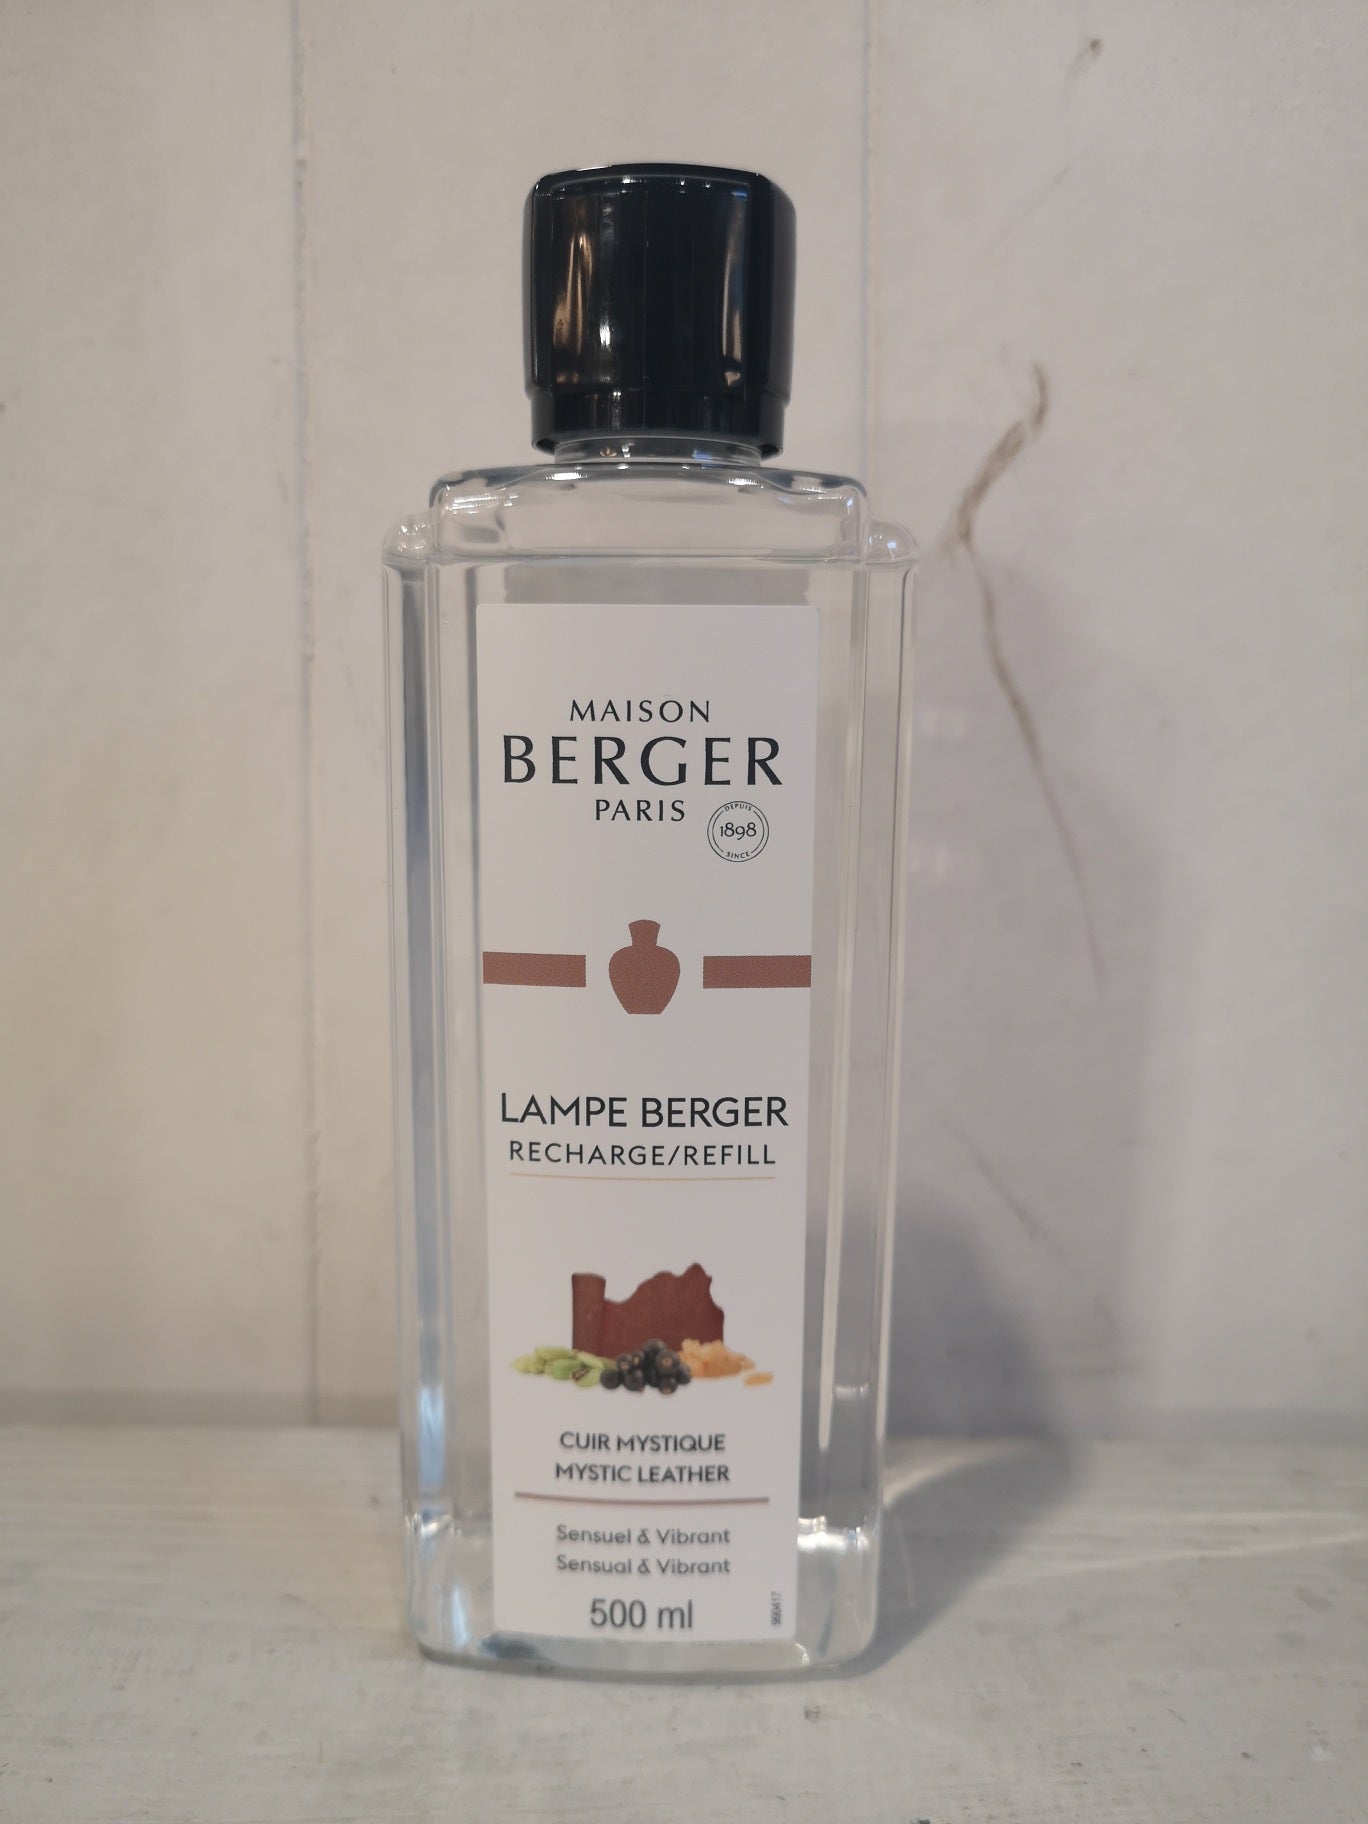 MAISON
BERGER
PARIS
DEPUIS
1898
SINCE
LAMPE BERGER
RECHARGE/REFILL
CUIR MYSTIQUE
MYSTIC LEATHER
Sensuel & Vibrant
Sensual & Vibrant
500 ml
990417